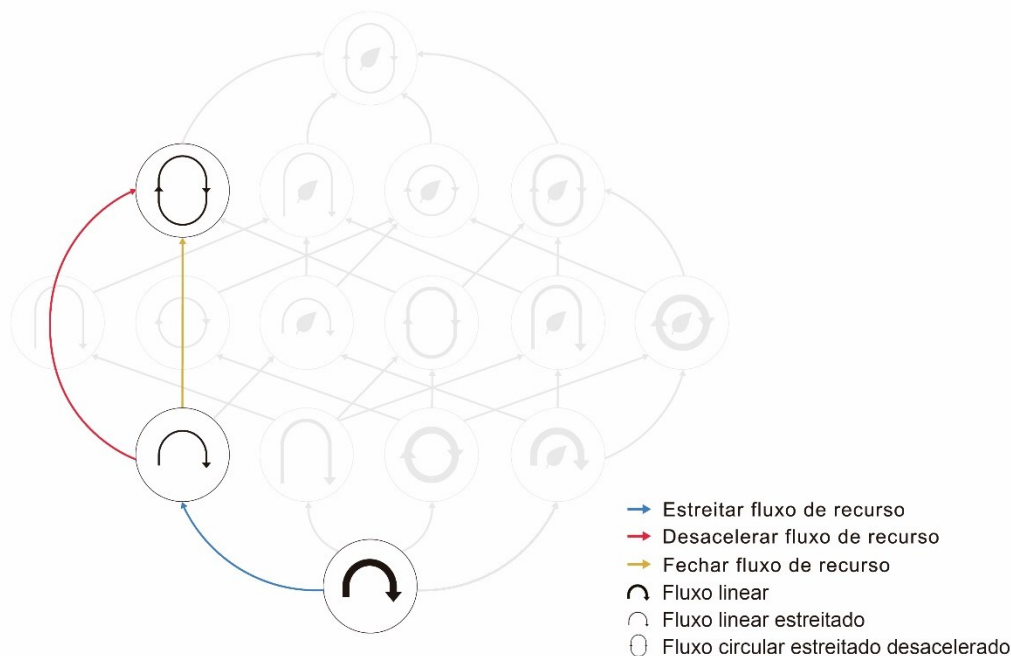 Estreitar fluxo de recurso
Desacelerar fluxo de recurso
Fechar fluxo de recurso
Fluxo linear
Fluxo linear estreitado
Fluxo circular estreitado desacelerado